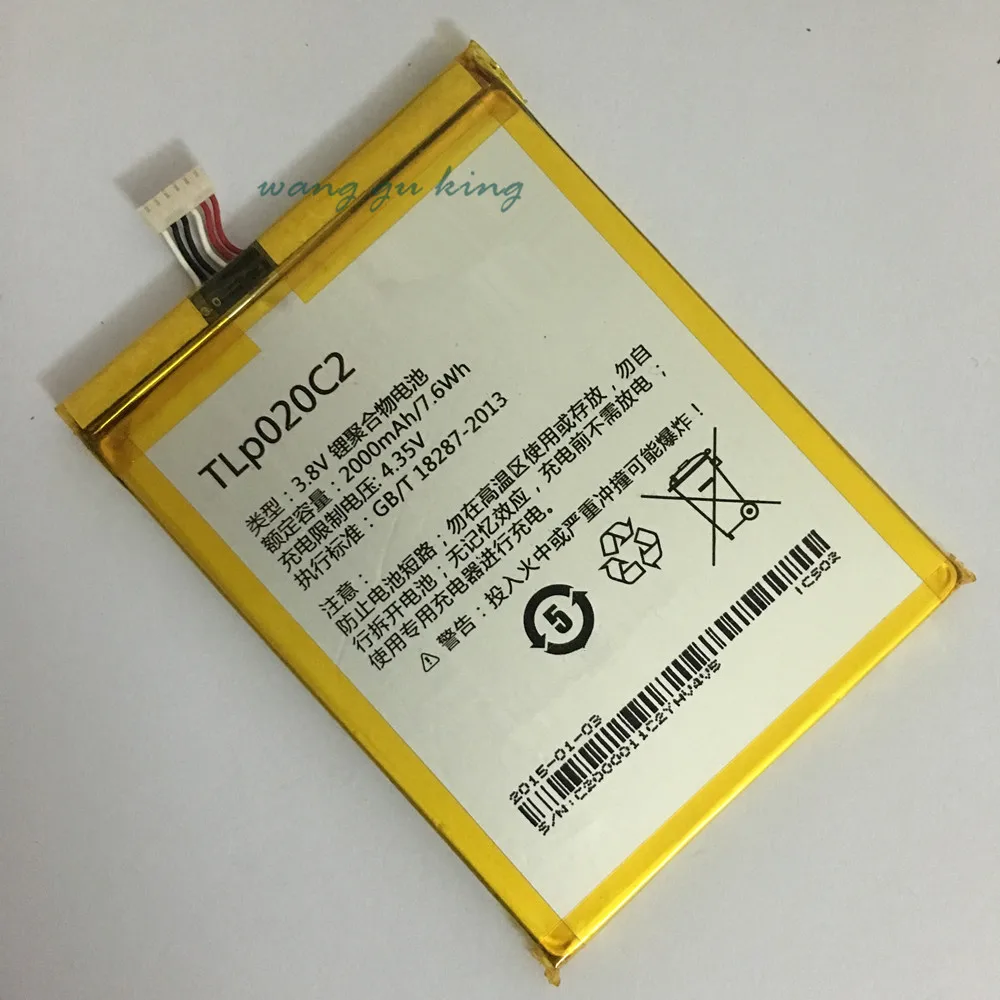 wang gu king
TLp020C2
类型：3.8V 锂聚合物电池
额定容量：2000mAh/7.6Wh
充电限制电压: 4.35V
执行标准：GB/T 18287-2013
注意：
防止电池短路；勿在高温区使用或存放，勿自
行拆开电池；无记忆效应，充电前不需放电；
使用专用充电器进行充电。
⚠ 警告：投入火中或严重冲撞可能爆炸！
5
2015-01-03
S/N:C2000011C2YHV4V5
ICS02